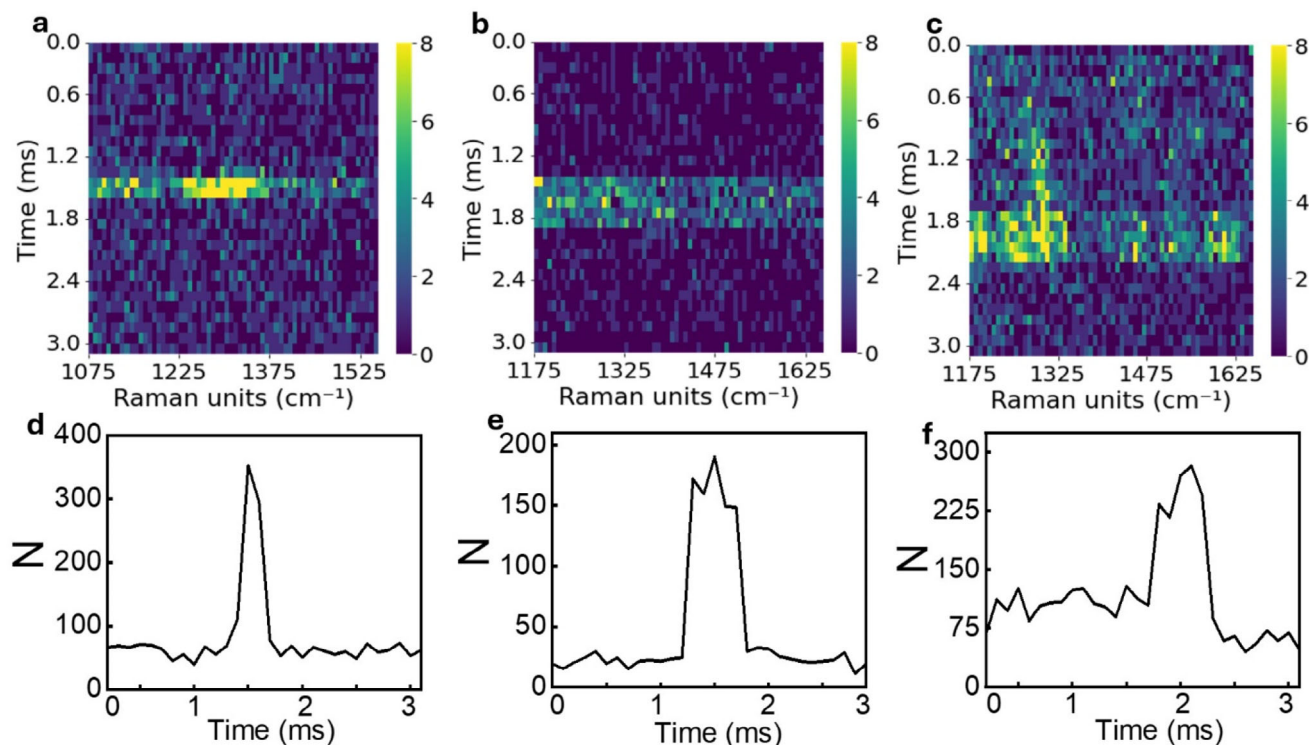 a
0.0
0.6
1.2
1.8
2.4
3.0
Time (ms)
1075 1225 1375 1525
Raman units (cm⁻¹)
8
6
4
2
0
b
0.0
0.6
1.2
1.8
2.4
3.0
Time (ms)
1175 1325 1475 1625
Raman units (cm⁻¹)
8
6
4
2
0
c
0.0
0.6
1.2
1.8
2.4
3.0
Time (ms)
1175 1325 1475 1625
Raman units (cm⁻¹)
8
6
4
2
0
d
400
300
200
100
0
N
0 1 2 3
Time (ms)
e
200
150
100
50
0
N
0 1 2 3
Time (ms)
f
300
225
150
75
0
N
0 1 2 3
Time (ms)